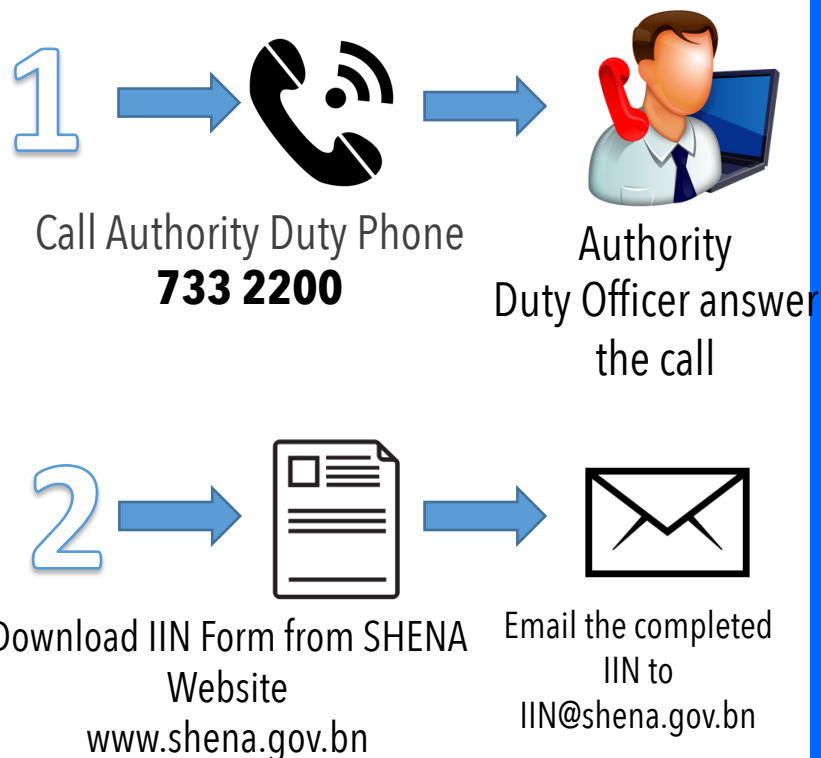 1
Call Authority Duty Phone
733 2200
Authority
Duty Officer answer
the call
2
Download IIN Form from SHENA
Website
www.shena.gov.bn
Email the completed
IIN to
IIN@shena.gov.bn